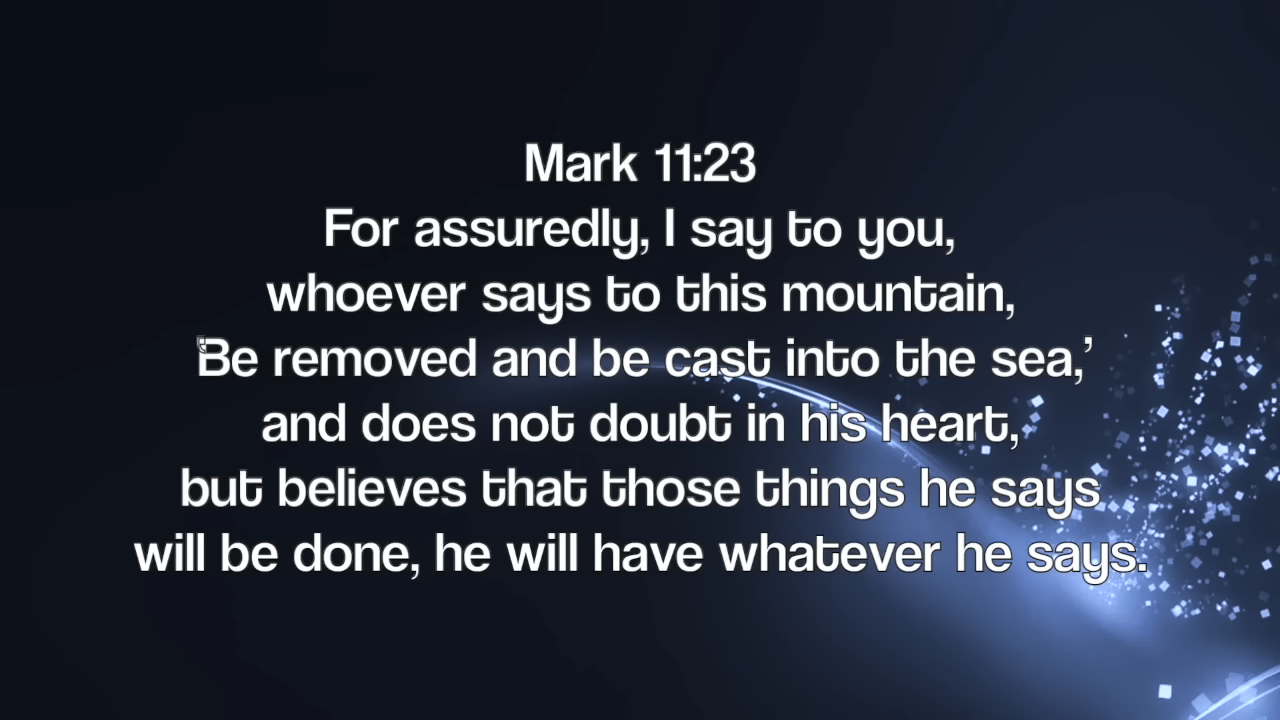 Mark 11:23
For assuredly, I say to you,
whoever says to this mountain,
‘Be removed and be cast into the sea,’
and does not doubt in his heart,
but believes that those things he says
will be done, he will have whatever he says.